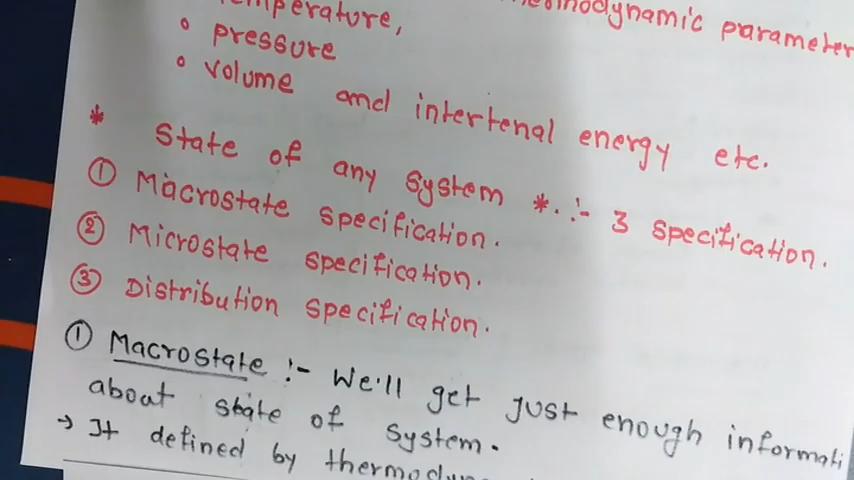 temperature, thermodynamic parameter
• pressure
• volume and intertenal energy etc.
* State of any system *. :- 3 specification.
① Macrostate specification.
② Microstate specification.
③ Distribution specification.
① Macrostate :- We'll get just enough informati
about state of system.
→ It defined by